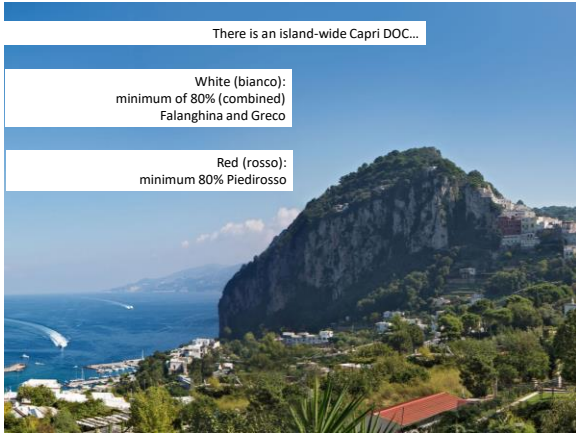 There is an island-wide Capri DOC...
White (bianco):
minimum of 80% (combined)
Falanghina and Greco
Red (rosso):
minimum 80% Piedirosso